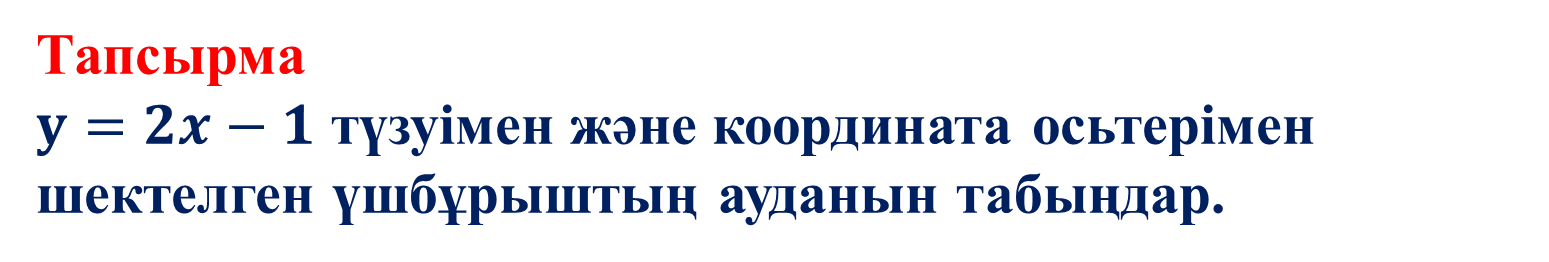 Тапсырма
y = 2x − 1 түзуімен және координата осьтерімен
шектелген үшбұрыштың ауданын табыңдар.